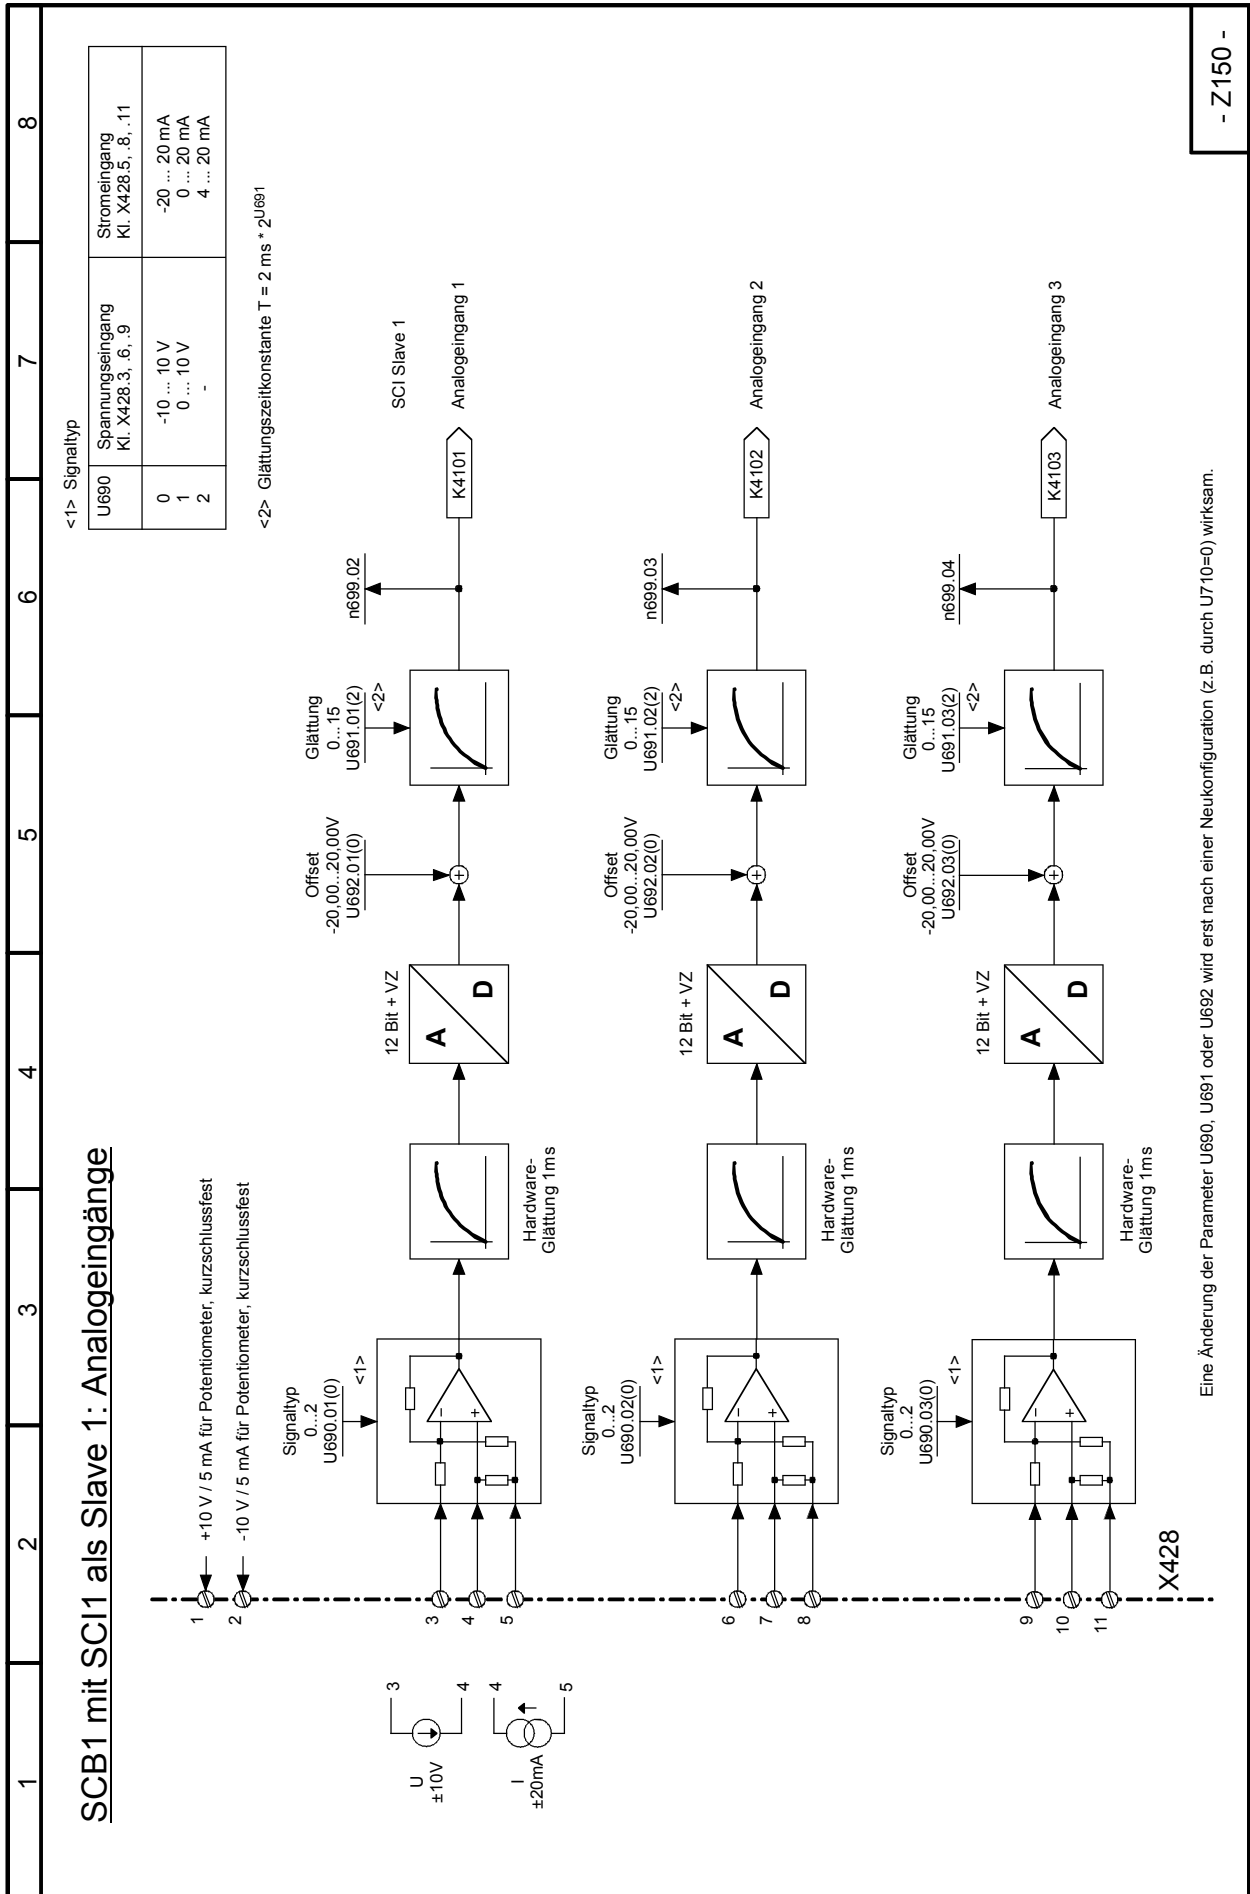 1 2 3 4 5 6 7 8
SCB1 mit SCI1 als Slave 1: Analogeingänge
<1> Signaltyp
U690 Spannungseingang Kl. X428.3, .6, .9 Stromeingang Kl. X428.5, .8, .11
0 -10 ... 10 V -20 ... 20 mA
1 0 ... 10 V 0 ... 20 mA
2 - 4 ... 20 mA
<2> Glättungszeitkonstante T = 2 ms * 2^U691
1 +10 V / 5 mA für Potentiometer, kurzschlussfest
2 -10 V / 5 mA für Potentiometer, kurzschlussfest
U
±10V
3
4
I
±20mA
4
5
SCI Slave 1
3
4
5
Signaltyp
0...2
U690.01(0)
<1>
Hardware-
Glättung 1ms
12 Bit + VZ
A
D
Offset
-20,00...20,00V
U692.01(0)
+
Glättung
0...15
U691.01(2)
<2>
n699.02
K4101
Analogeingang 1
6
7
8
Signaltyp
0...2
U690.02(0)
<1>
Hardware-
Glättung 1ms
12 Bit + VZ
A
D
Offset
-20,00...20,00V
U692.02(0)
+
Glättung
0...15
U691.02(2)
<2>
n699.03
K4102
Analogeingang 2
9
10
11
Signaltyp
0...2
U690.03(0)
<1>
Hardware-
Glättung 1ms
12 Bit + VZ
A
D
Offset
-20,00...20,00V
U692.03(0)
+
Glättung
0...15
U691.03(2)
<2>
n699.04
K4103
Analogeingang 3
X428
Eine Änderung der Parameter U690, U691 oder U692 wird erst nach einer Neukonfiguration (z.B. durch U710=0) wirksam.
- Z150 -